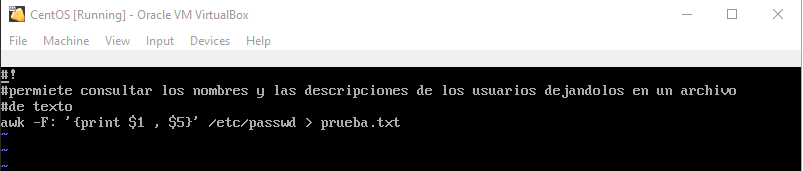 CentOS [Running] - Oracle VM VirtualBox
File Machine View Input Devices Help
#!
#permiete consultar los nombres y las descripciones de los usuarios dejandolos en un archivo
#de texto
awk -F: '{print $1 , $5}' /etc/passwd > prueba.txt
~
~
~